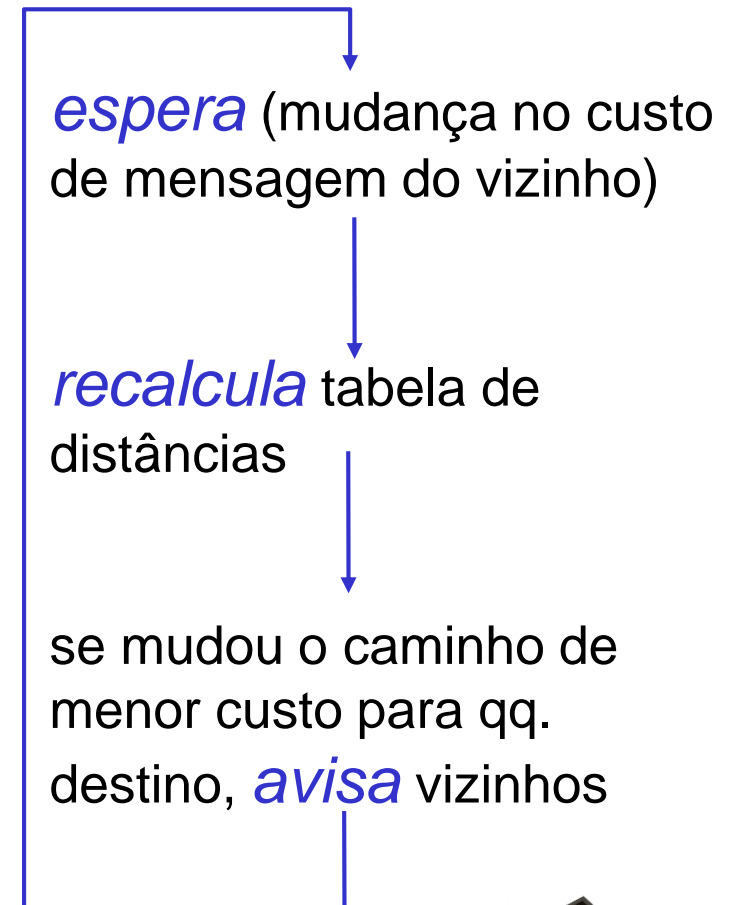 espera (mudança no custo
de mensagem do vizinho)
recalcula tabela de
distâncias
se mudou o caminho de
menor custo para qq.
destino, avisa vizinhos